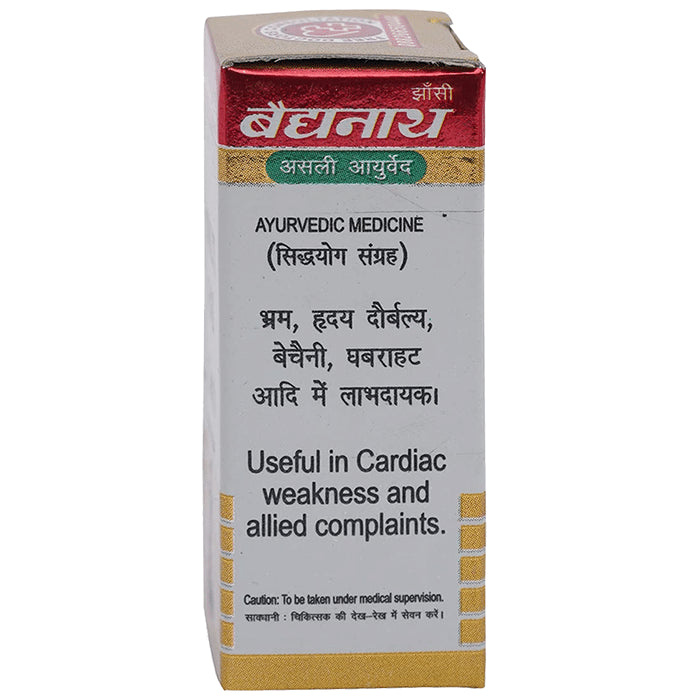 झाँसी
बैद्यनाथ
असली आयुर्वेद
AYURVEDIC MEDICINE
(सिद्धयोग संग्रह)
भ्रम, हृदय दौर्बल्य,
बेचैनी, घबराहट
आदि में लाभदायक।
Useful in Cardiac
weakness and
allied complaints.
Caution: To be taken under medical supervision.
सावधानी : चिकित्सक की देख–रेख में सेवन करें।